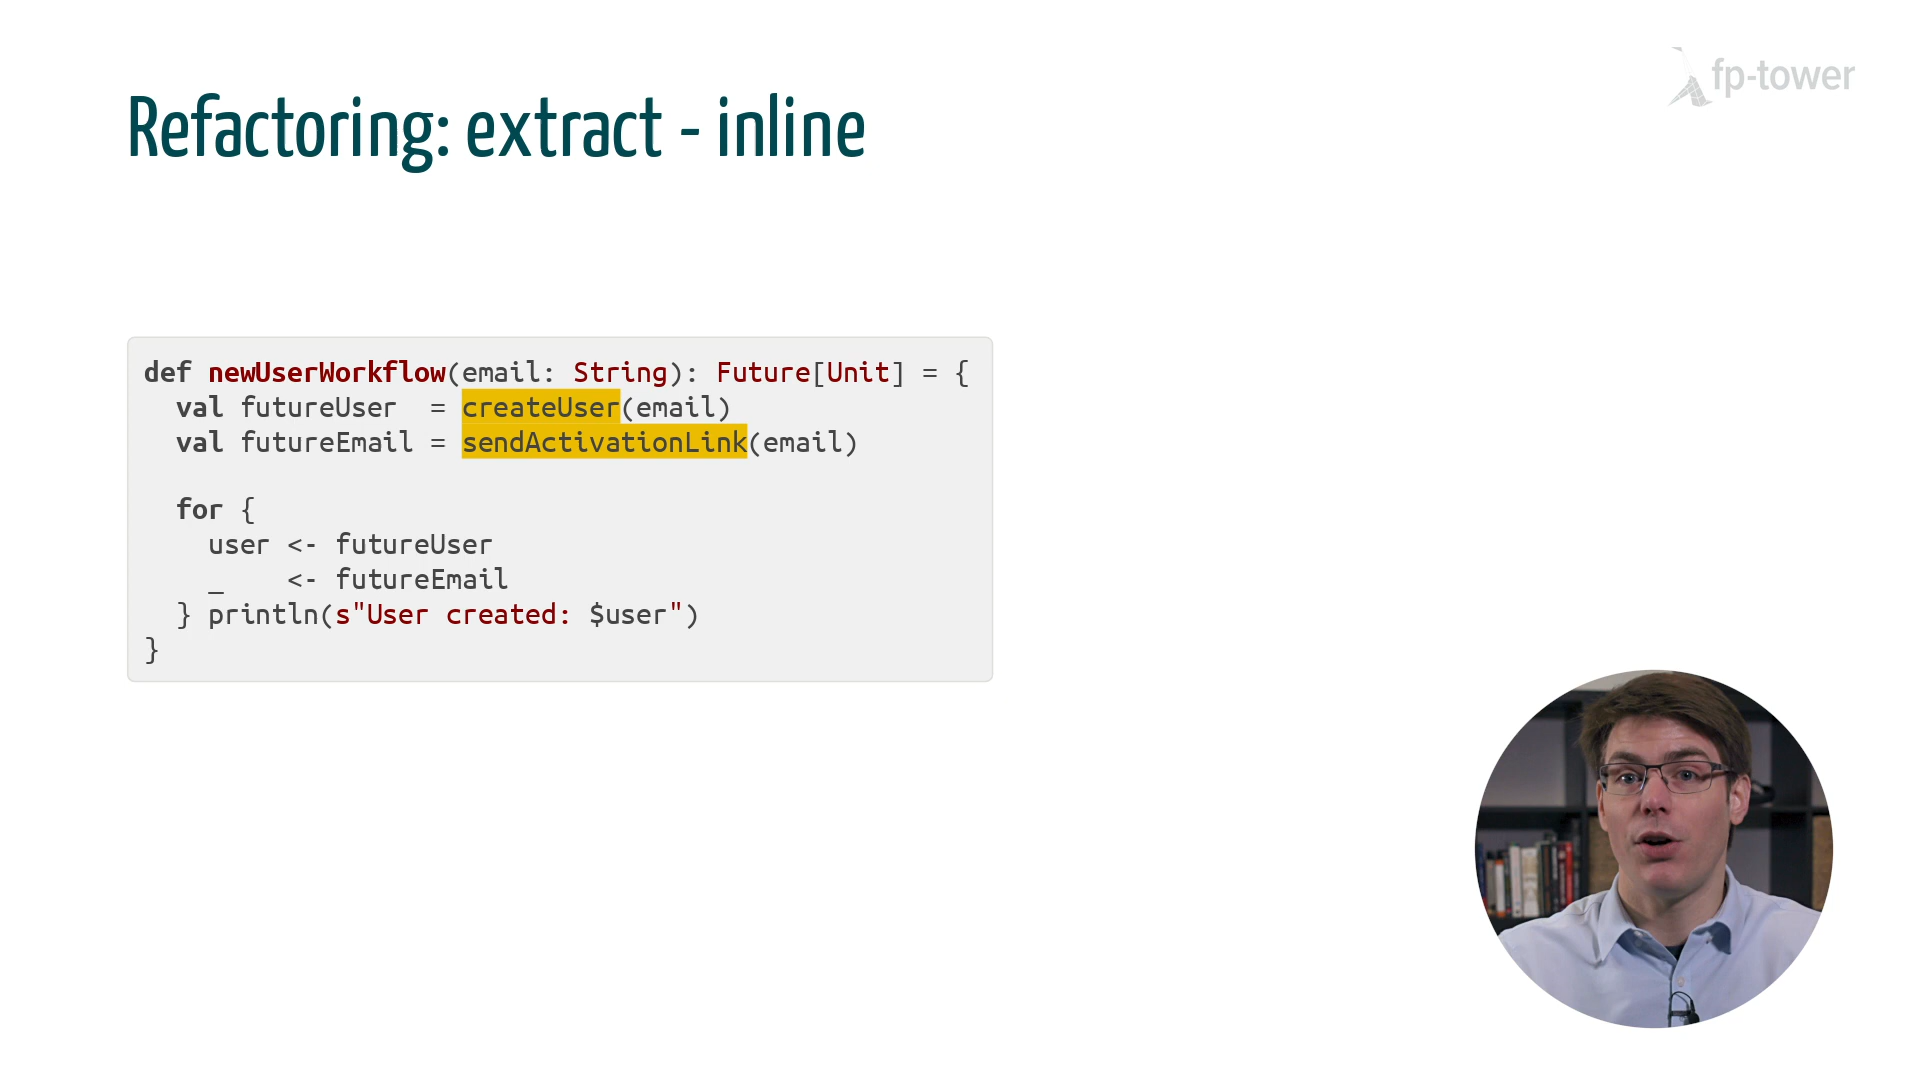 fp-tower
Refactoring: extract - inline
def newUserWorkflow(email: String): Future[Unit] = {
  val futureUser  = createUser(email)
  val futureEmail = sendActivationLink(email)
  for {
    user <- futureUser
    _    <- futureEmail
  } println(s"User created: $user")
}